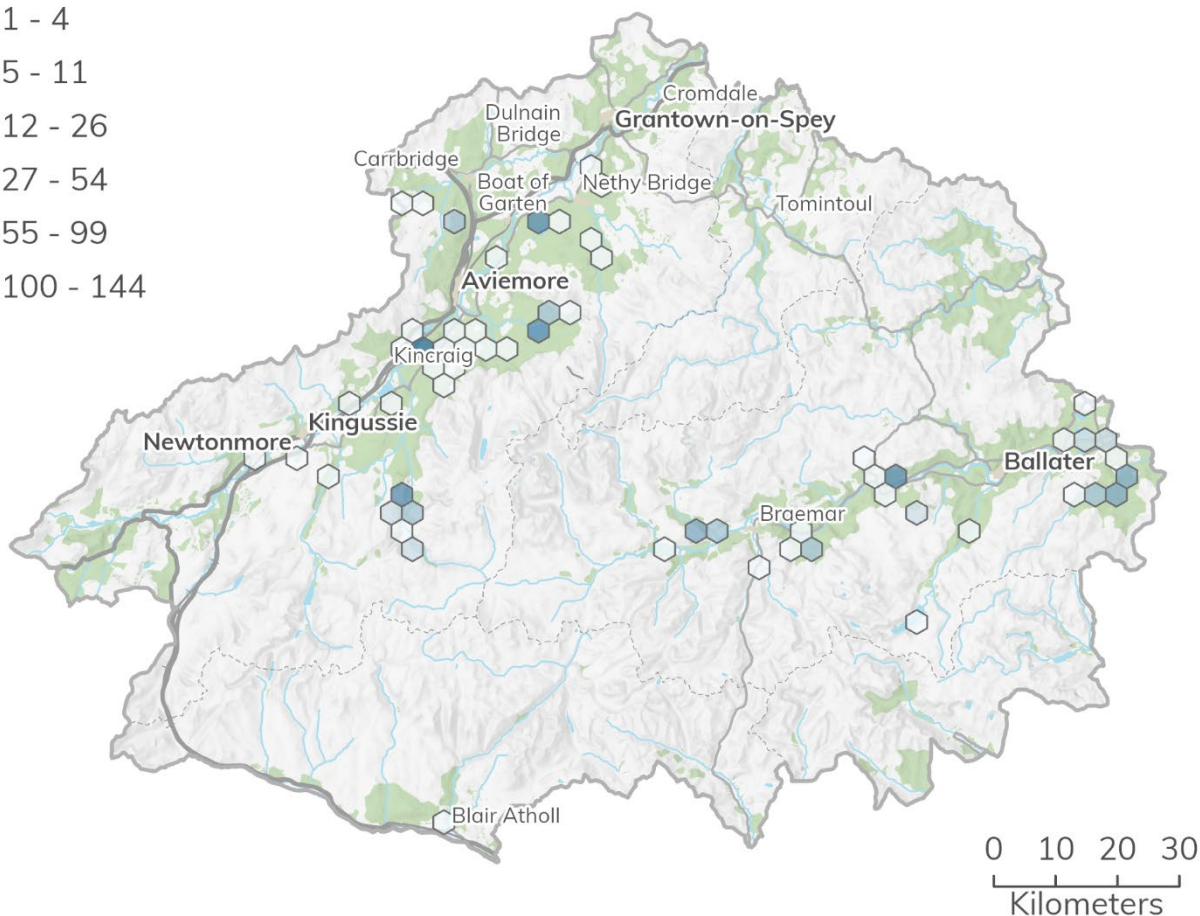 1 - 4
5 - 11
12 - 26
27 - 54
55 - 99
100 - 144
Cromdale
Dulnain
Bridge
Grantown-on-Spey
Carrbridge
Boat of
Garten
Nethy Bridge
Tomintoul
Aviemore
Kincraig
Kingussie
Newtonmore
Ballater
Braemar
Blair Atholl
0 10 20 30
Kilometers